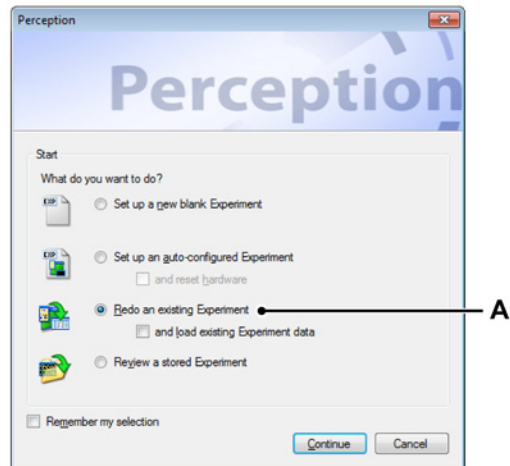 Perception
Perception
Start
What do you want to do?
Set up a new blank Experiment
Set up an auto-configured Experiment
and reset hardware
Redo an existing Experiment
A
and load existing Experiment data
Review a stored Experiment
Remember my selection
Continue
Cancel